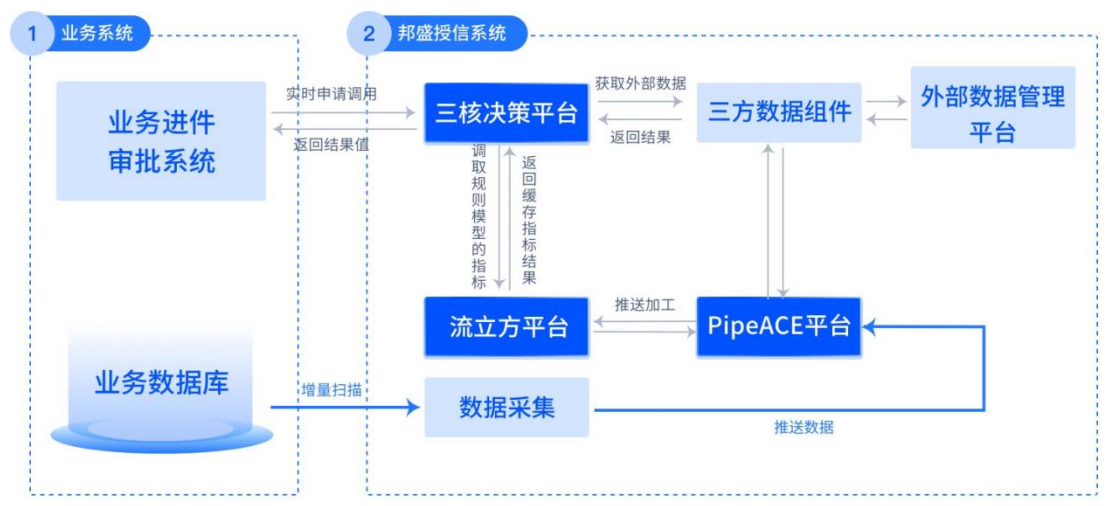 1 业务系统
2 邦盛授信系统
业务进件
审批系统
实时申请调用
返回结果值
三核决策平台
获取外部数据
返回结果
三方数据组件
外部数据管理
平台
调取规则模型的指标
返回缓存指标结果
流立方平台
推送加工
PipeACE平台
业务数据库
增量扫描
数据采集
推送数据